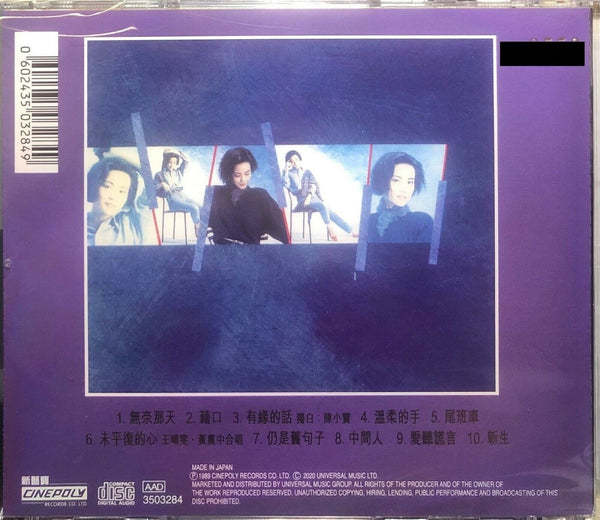 0602435032849
1. 無奈那天 2. 藉口 3. 有緣的話 獨白：陳小寶 4. 溫柔的手 5. 尾班車
6. 未平復的心 王靖雯、黃貫中合唱 7. 仍是舊句子 8. 中間人 9. 愛聽謊言 10. 新生
新藝寶
CINEPOLY
RECORDS CO. LTD.
COMPACT
disc
DIGITAL AUDIO
AAD
3503284
MADE IN JAPAN
Ⓟ 1989 CINEPOLY RECORDS CO. LTD. Ⓒ 2020 UNIVERSAL MUSIC LTD.
MARKETED AND DISTRIBUTED BY UNIVERSAL MUSIC GROUP. ALL RIGHTS OF THE PRODUCER AND OF THE OWNER OF
THE WORK REPRODUCED RESERVED. UNAUTHORIZED COPYING, HIRING, LENDING, PUBLIC PERFORMANCE AND BROADCASTING OF THIS
DISC PROHIBITED.